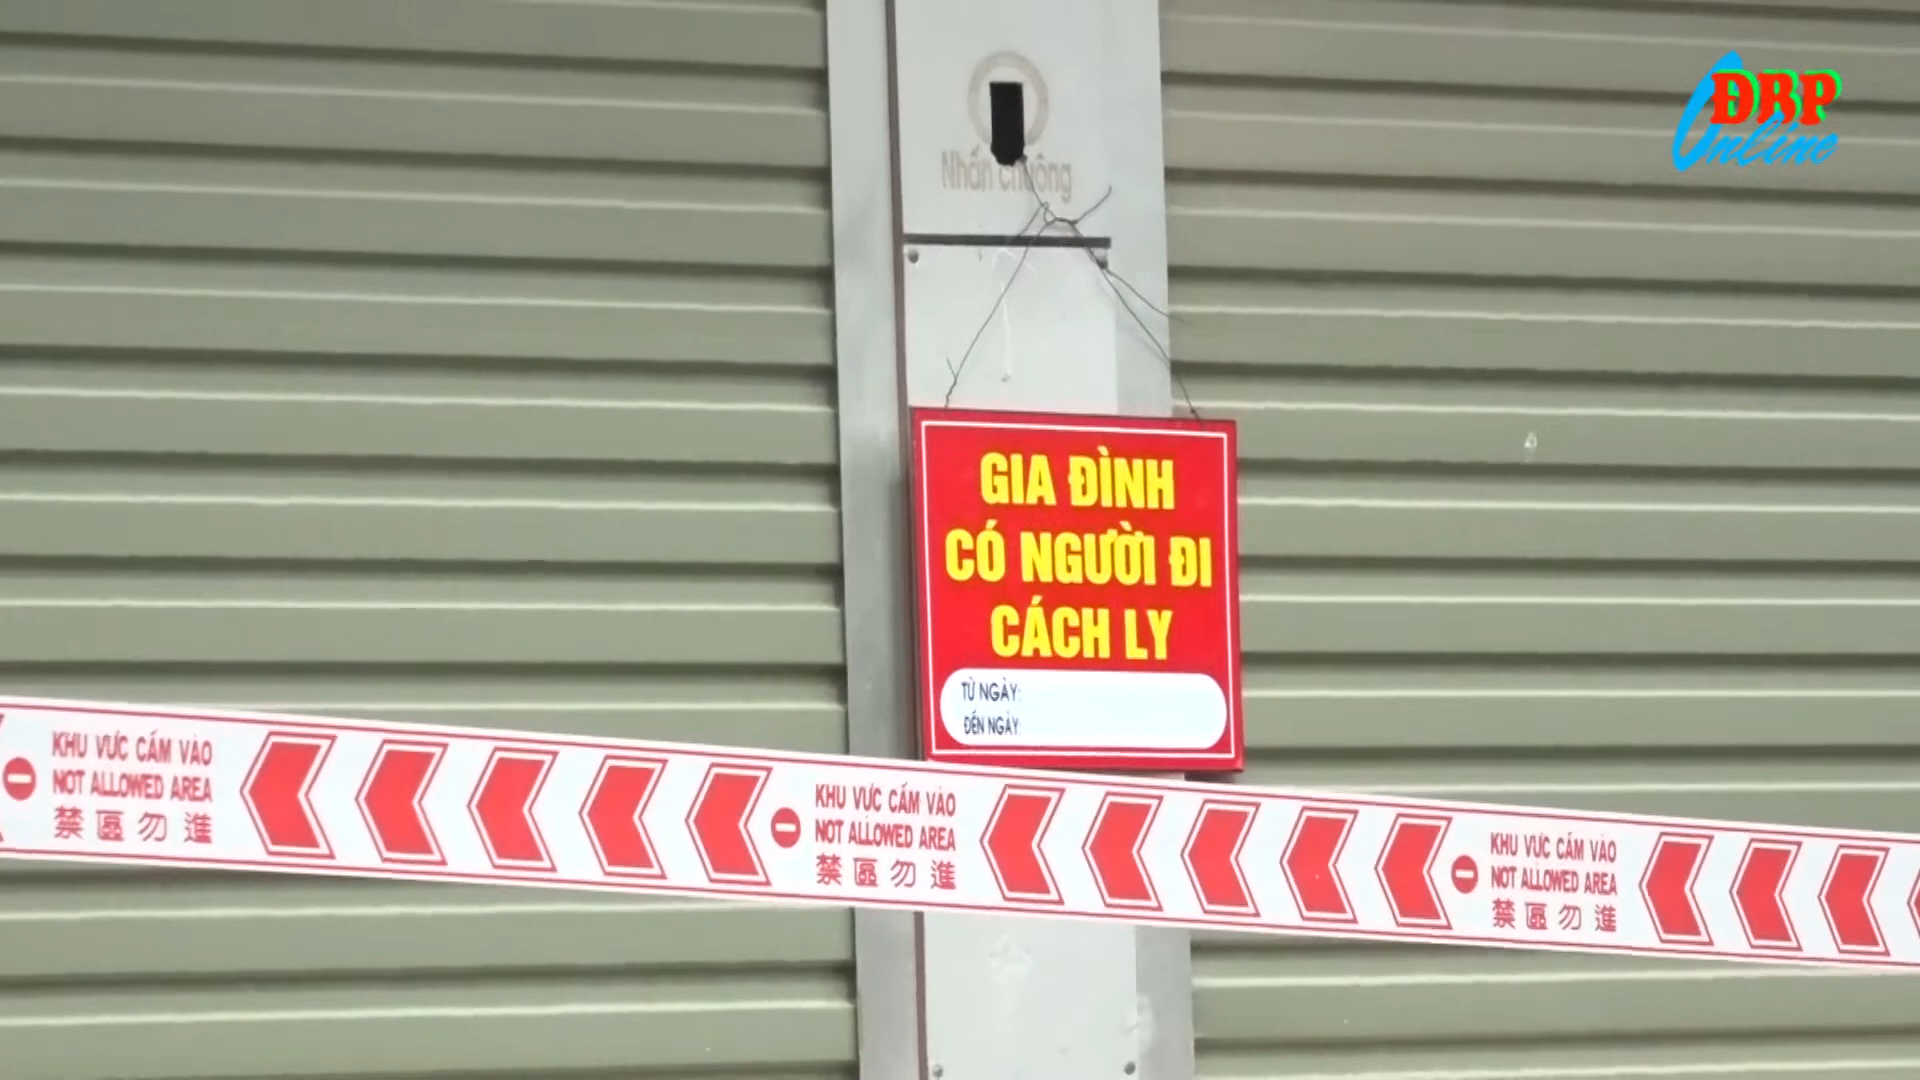 ĐBP
Online
Nhấn chuông
GIA ĐÌNH
CÓ NGƯỜI ĐI
CÁCH LY
TỪ NGÀY:
ĐẾN NGÀY:
KHU VỰC CẤM VÀO
NOT ALLOWED AREA
禁區勿進
KHU VỰC CẤM VÀO
NOT ALLOWED AREA
禁區勿進
KHU VỰC CẤM VÀO
NOT ALLOWED AREA
禁區勿進